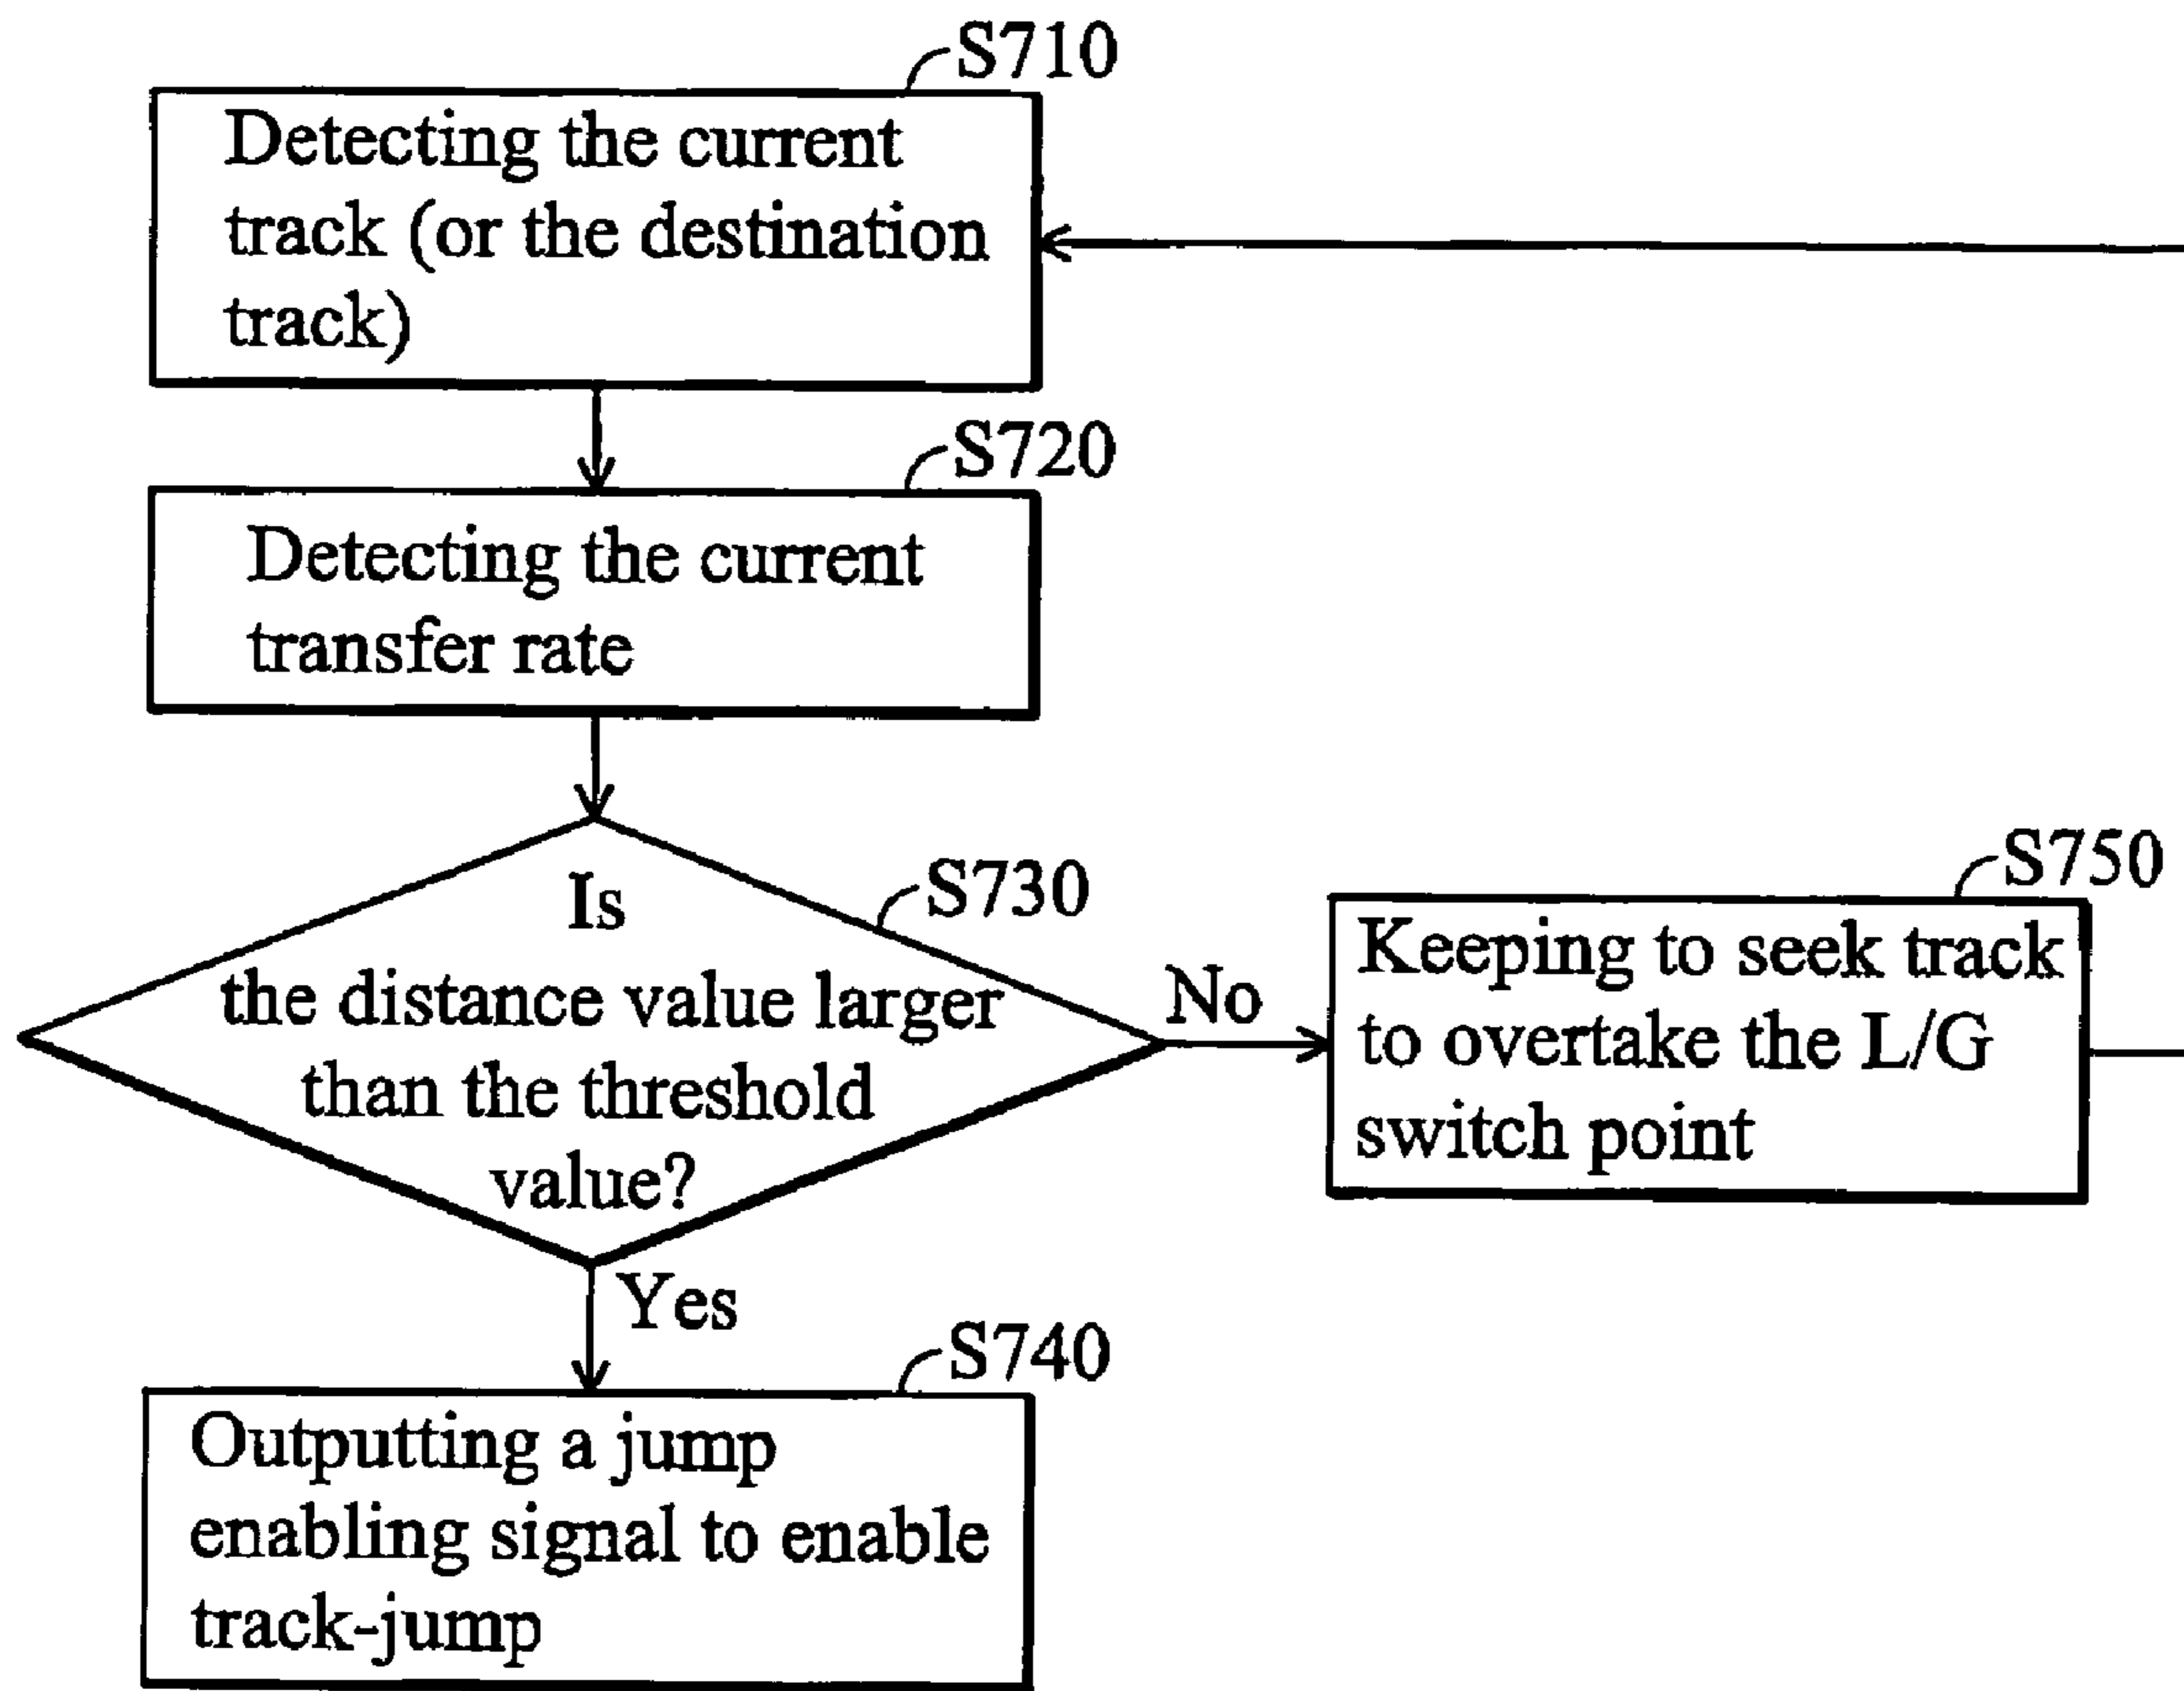 S710
Detecting the current
track (or the destination
track)
S720
Detecting the current
transfer rate
S730
Is
the distance value larger
than the threshold
value?
No
S750
Keeping to seek track
to overtake the L/G
switch point
Yes
S740
Outputting a jump
enabling signal to enable
track-jump